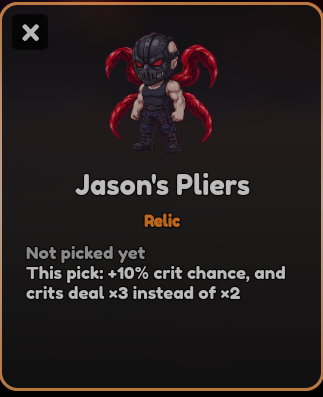 Jason's Pliers
Relic
Not picked yet
This pick: +10% crit chance, and
crits deal ×3 instead of ×2